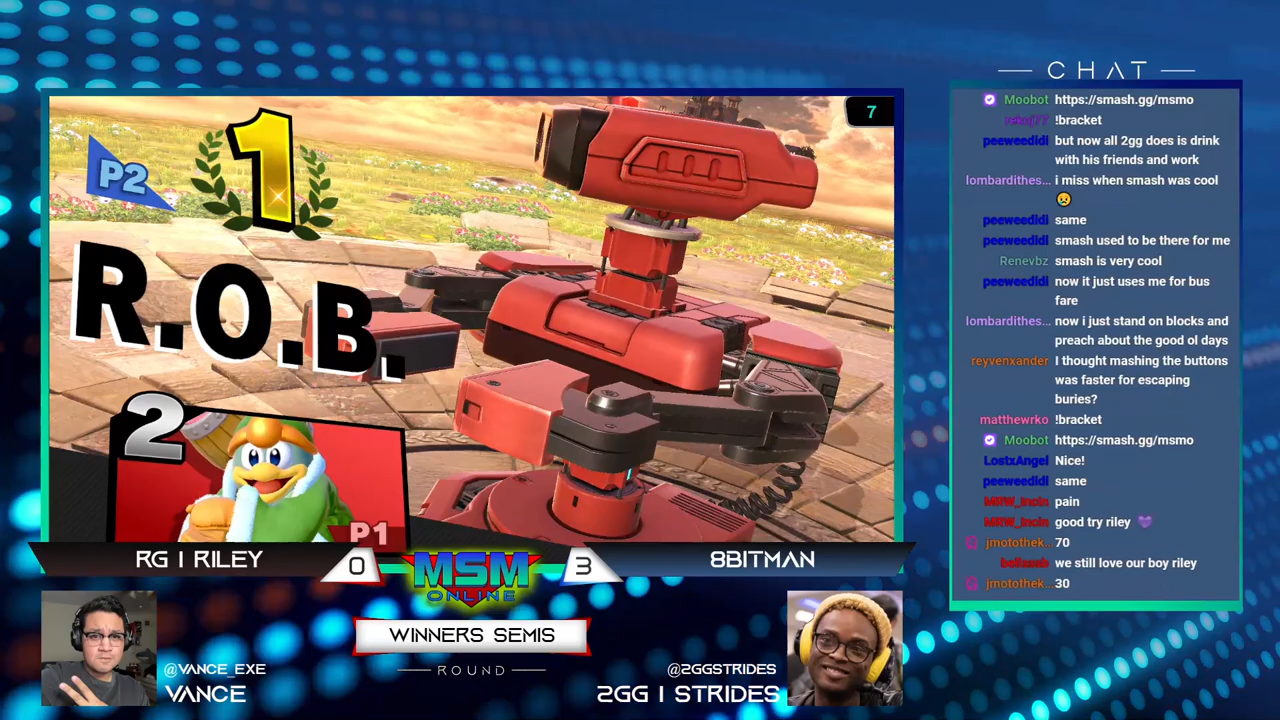 CHAT
Moobot https://smash.gg/msmo
!bracket
peeweedidi but now all 2gg does is drink
with his friends and work
lombardithes... i miss when smash was cool
😢
peeweedidi same
peeweedidi smash used to be there for me
Renevbz smash is very cool
peeweedidi now it just uses me for bus
fare
lombardithes... now i just stand on blocks and
preach about the good ol days
reyvenxander I thought mashing the buttons
was faster for escaping
buries?
matthewrko !bracket
Moobot https://smash.gg/msmo
LostxAngel Nice!
peeweedidi same
pain
good try riley 💜
jmotothek... 70
we still love our boy riley
jmotothek... 30
7
P2
1
R.O.B.
2
P1
RG | RILEY
0
MSM
ONLINE
3
8BITMAN
WINNERS SEMIS
ROUND
@VANCE_EXE
VANCE
@2GGSTRIDES
2GG | STRIDES